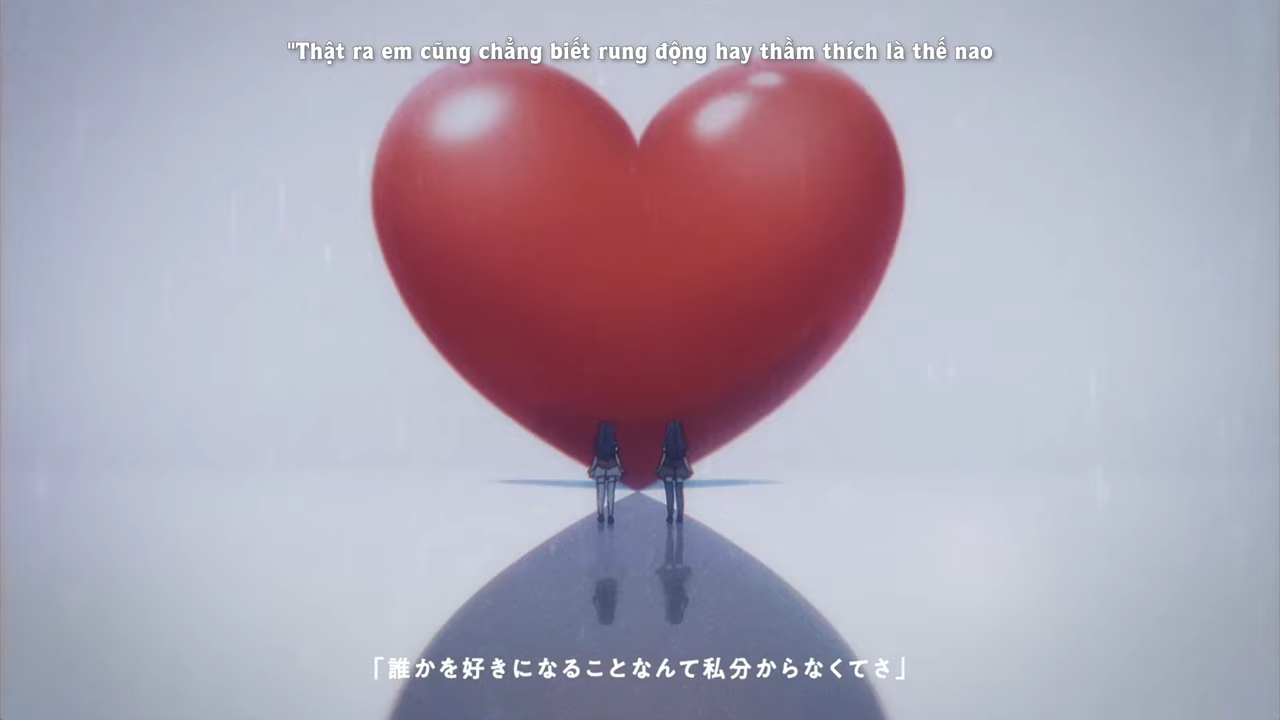 "Thật ra em cũng chẳng biết rung động hay thầm thích là thế nao
「誰かを好きになることなんて私分からなくてさ」